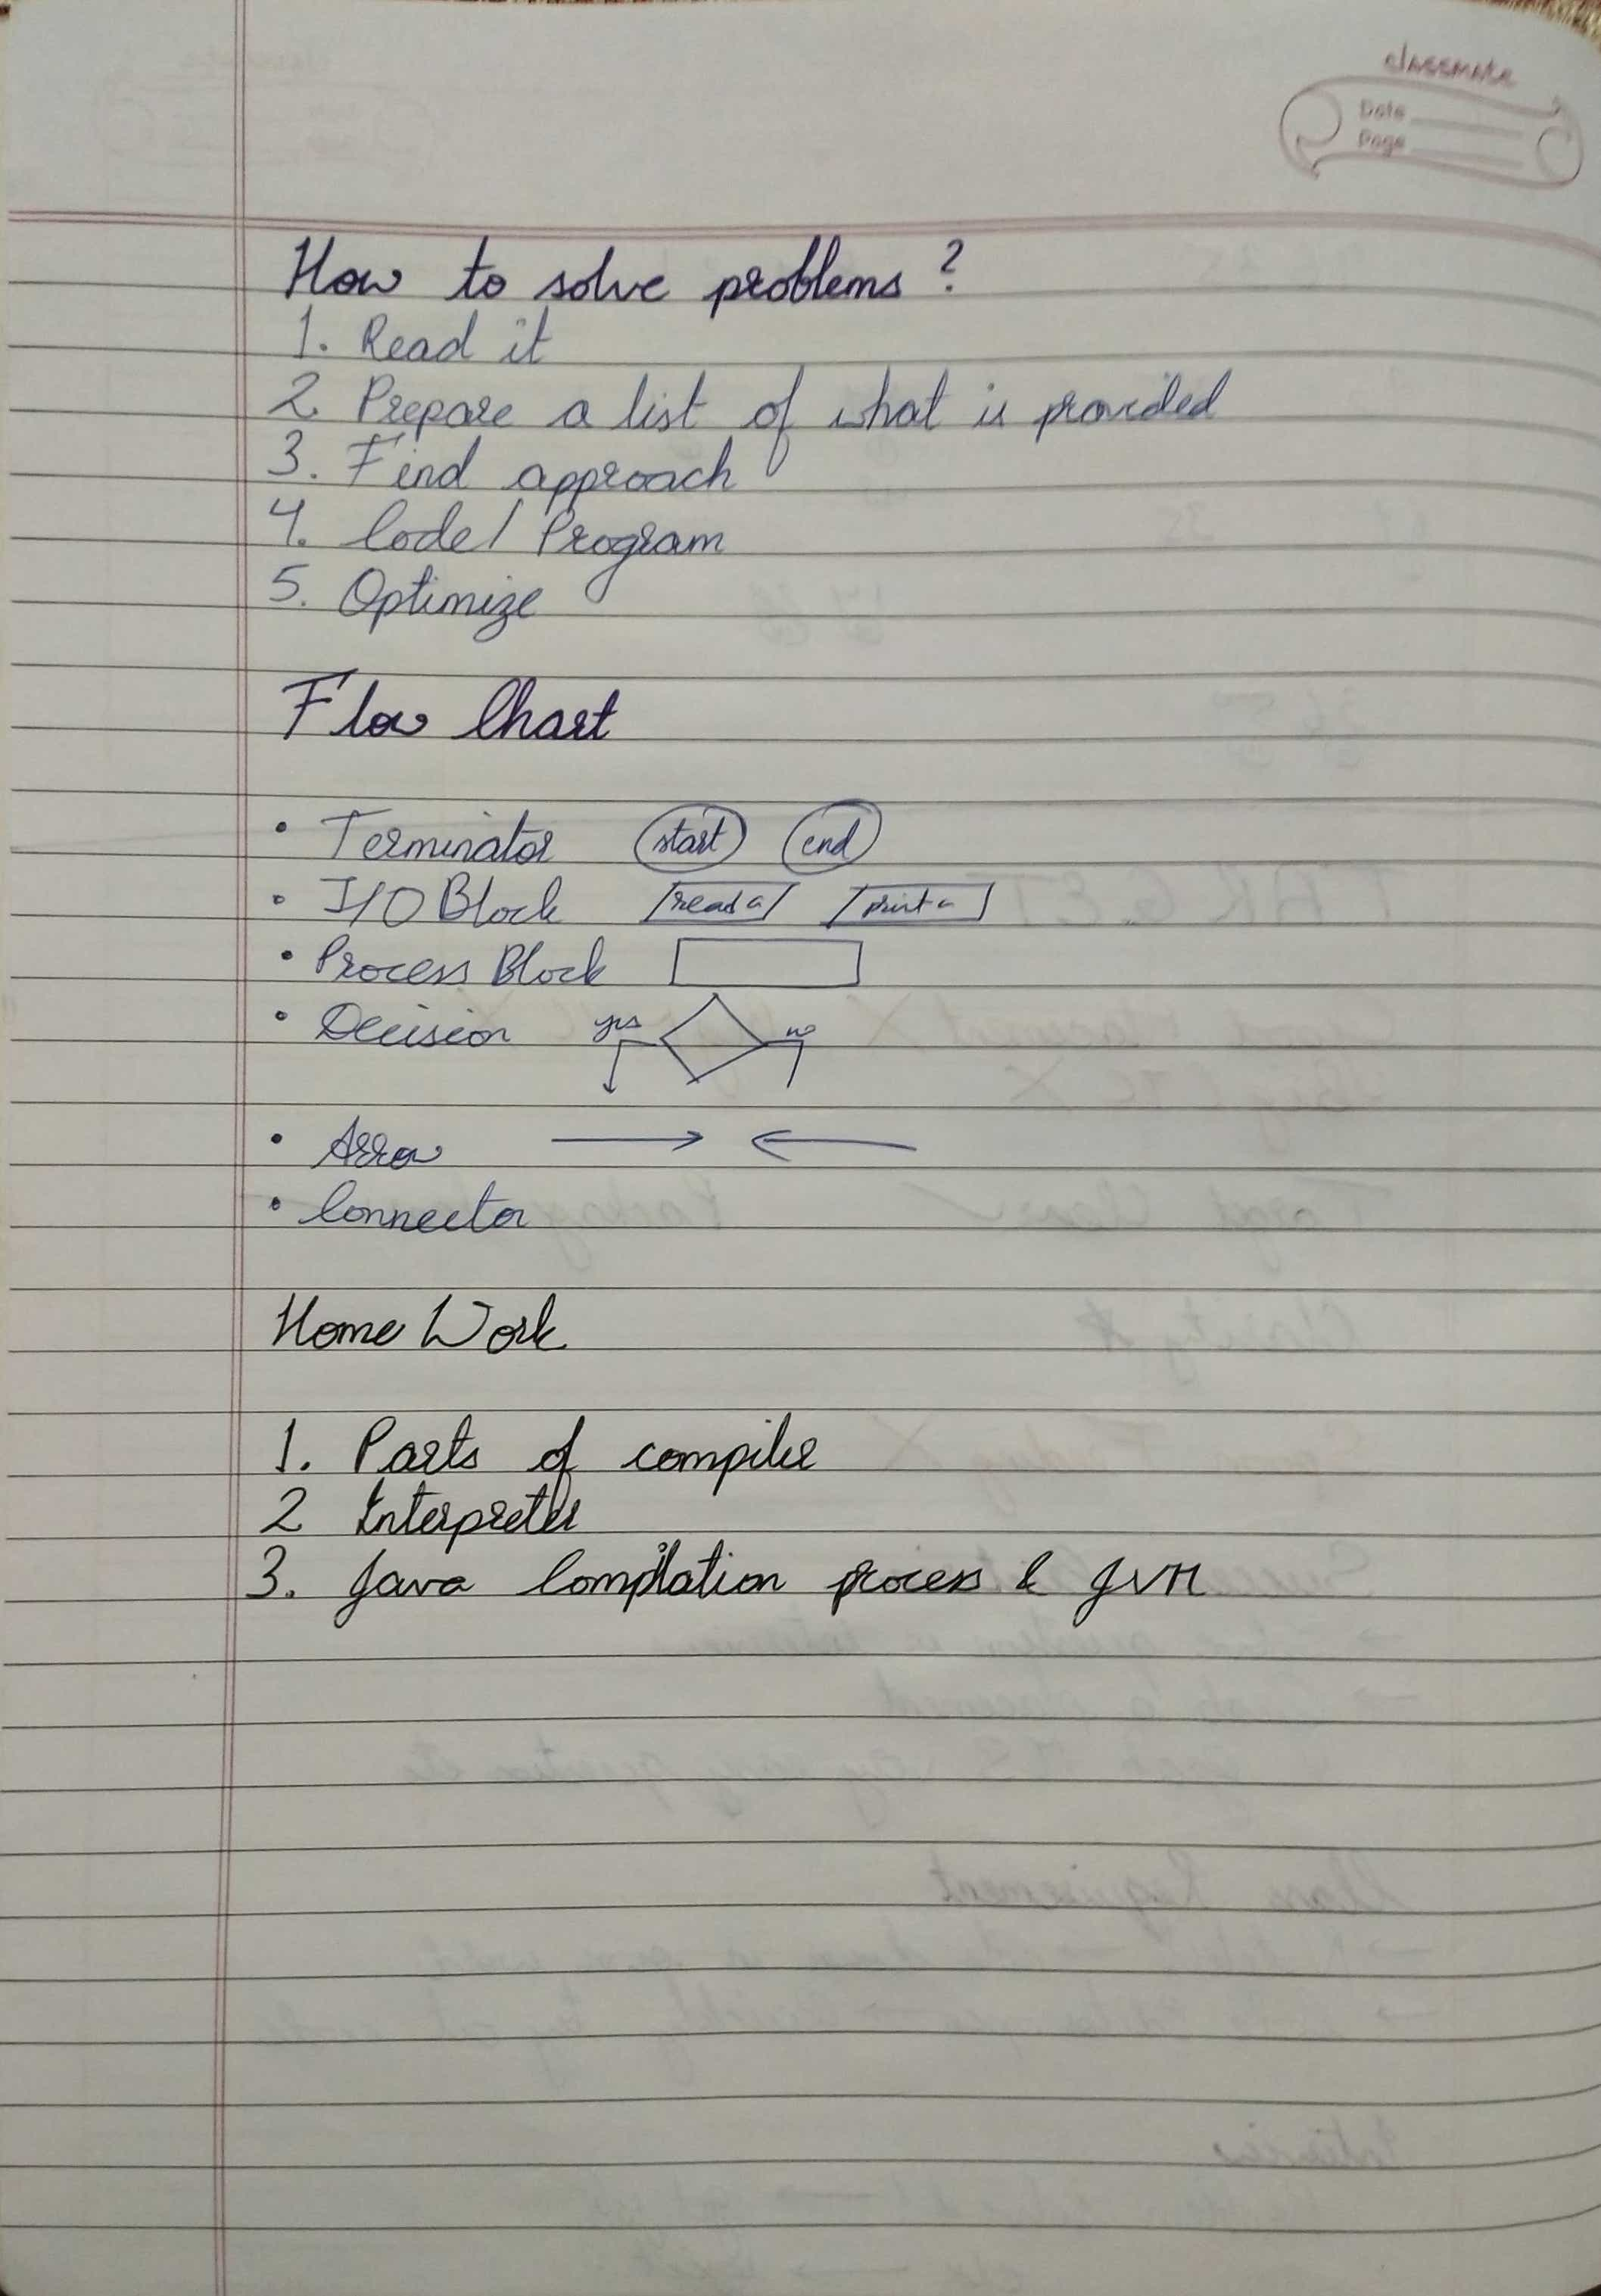 classmate
Date
Page
How to solve problems ?
1. Read it
2. Prepare a list of what is provided
3. Find approach
4. Code / Program
5. Optimize
Flow Chart
• Terminator start end
• I/O Block read a print a
• Process Block
• Decision yes no
• Arrow
• Connector
Home Work
1. Parts of compiler
2 Interpreter
3. Java Compilation process & JVM